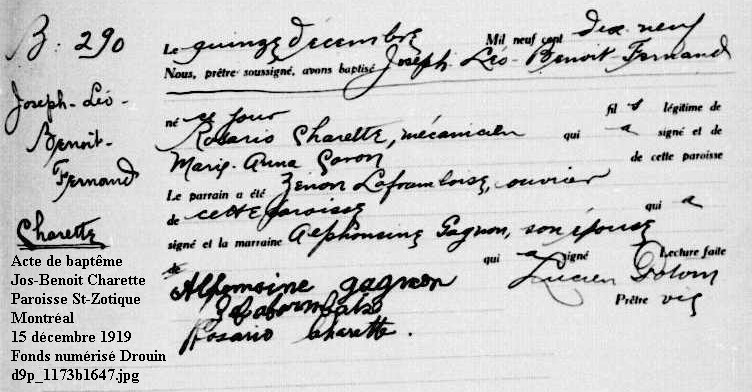 B: 290
Joseph-Léo-
Benoit-
Fernand
Charette
Le quinze décembre Mil neuf cent dix neuf
Nous, prêtre soussigné, avons baptisé Joseph-Léo-Benoit-Fernand
né ce jour fils légitime de
Rosario Charette, mécanicien qui a signé et de
Marie-Anna Caron de cette paroisse
Le parrain a été Zénon Laframboise, ouvrier
de cette paroisse qui a
signé et la marraine Alphonsine Gagnon, son épouse
de qui a signé Lecture faite
Alphonsine gagnon Lucien
Prêtre vic
Rosario Charette.
Acte de baptême
Jos-Benoit Charette
Paroisse St-Zotique
Montréal
15 décembre 1919
Fonds numérisé Drouin
d9p_1173b1647.jpg